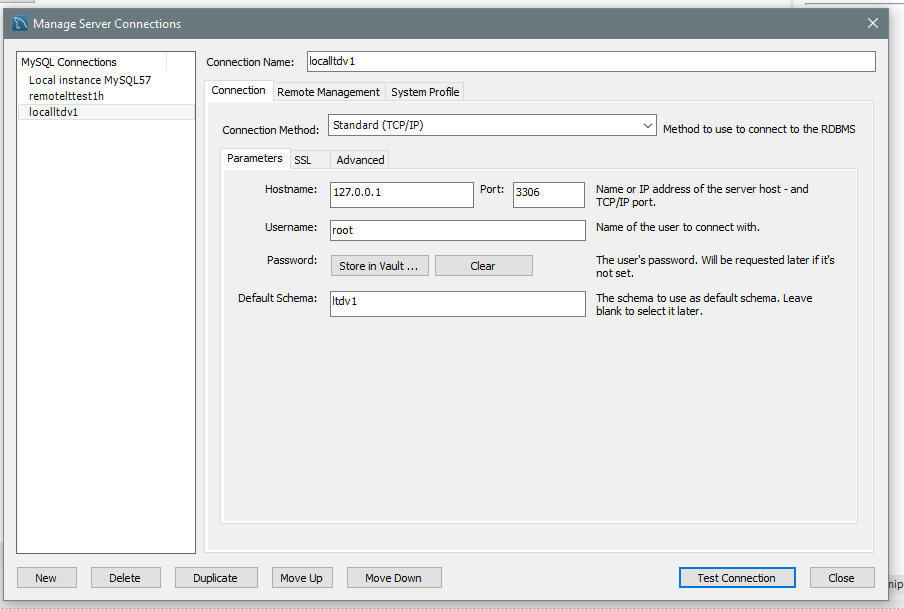 Manage Server Connections
MySQL Connections
Local instance MySQL57
remotelttest1h
localltdv1
Connection Name: localltdv1
Connection Remote Management System Profile
Connection Method: Standard (TCP/IP) Method to use to connect to the RDBMS
Parameters SSL Advanced
Hostname: 127.0.0.1 Port: 3306 Name or IP address of the server host - and
TCP/IP port.
Username: root Name of the user to connect with.
Password: Store in Vault ... Clear The user's password. Will be requested later if it's
not set.
Default Schema: ltdv1 The schema to use as default schema. Leave
blank to select it later.
New Delete Duplicate Move Up Move Down Test Connection Close